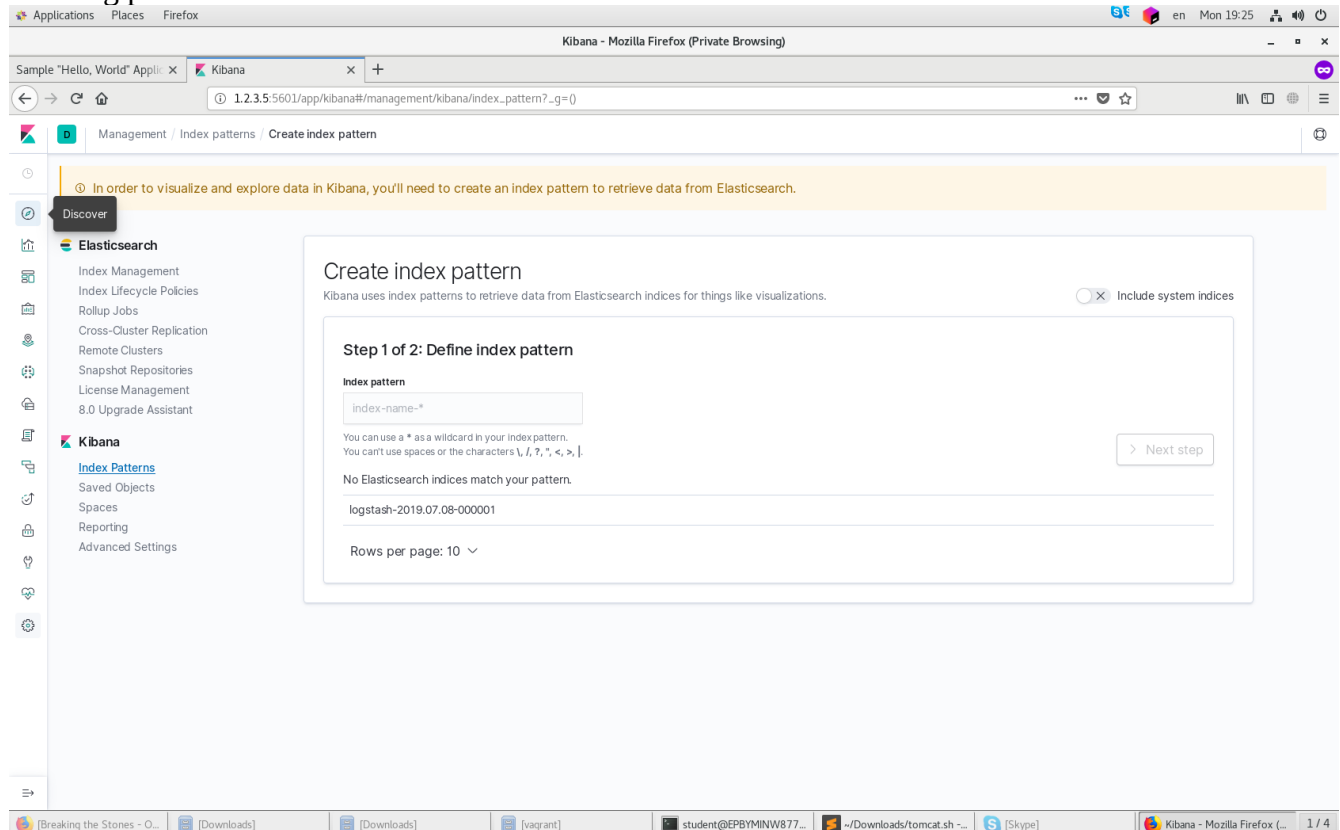 Applications Places Firefox en Mon 19:25
Kibana - Mozilla Firefox (Private Browsing)
Sample "Hello, World" Applic Kibana
1.2.3.5:5601/app/kibana#/management/kibana/index_pattern?_g=()
D Management / Index patterns / Create index pattern
In order to visualize and explore data in Kibana, you'll need to create an index pattern to retrieve data from Elasticsearch.
Discover
Elasticsearch
Index Management
Index Lifecycle Policies
Rollup Jobs
Cross-Cluster Replication
Remote Clusters
Snapshot Repositories
License Management
8.0 Upgrade Assistant
Kibana
Index Patterns
Saved Objects
Spaces
Reporting
Advanced Settings
Create index pattern
Kibana uses index patterns to retrieve data from Elasticsearch indices for things like visualizations.
Include system indices
Step 1 of 2: Define index pattern
Index pattern
index-name-*
You can use a * as a wildcard in your index pattern.
You can't use spaces or the characters \, /, ?, ", <, >, |.
Next step
No Elasticsearch indices match your pattern.
logstash-2019.07.08-000001
Rows per page: 10
[Breaking the Stones - O... [Downloads] [Downloads] [vagrant] student@EPBYMINW877... ~/Downloads/tomcat.sh -... [Skype] Kibana - Mozilla Firefox (... 1 / 4